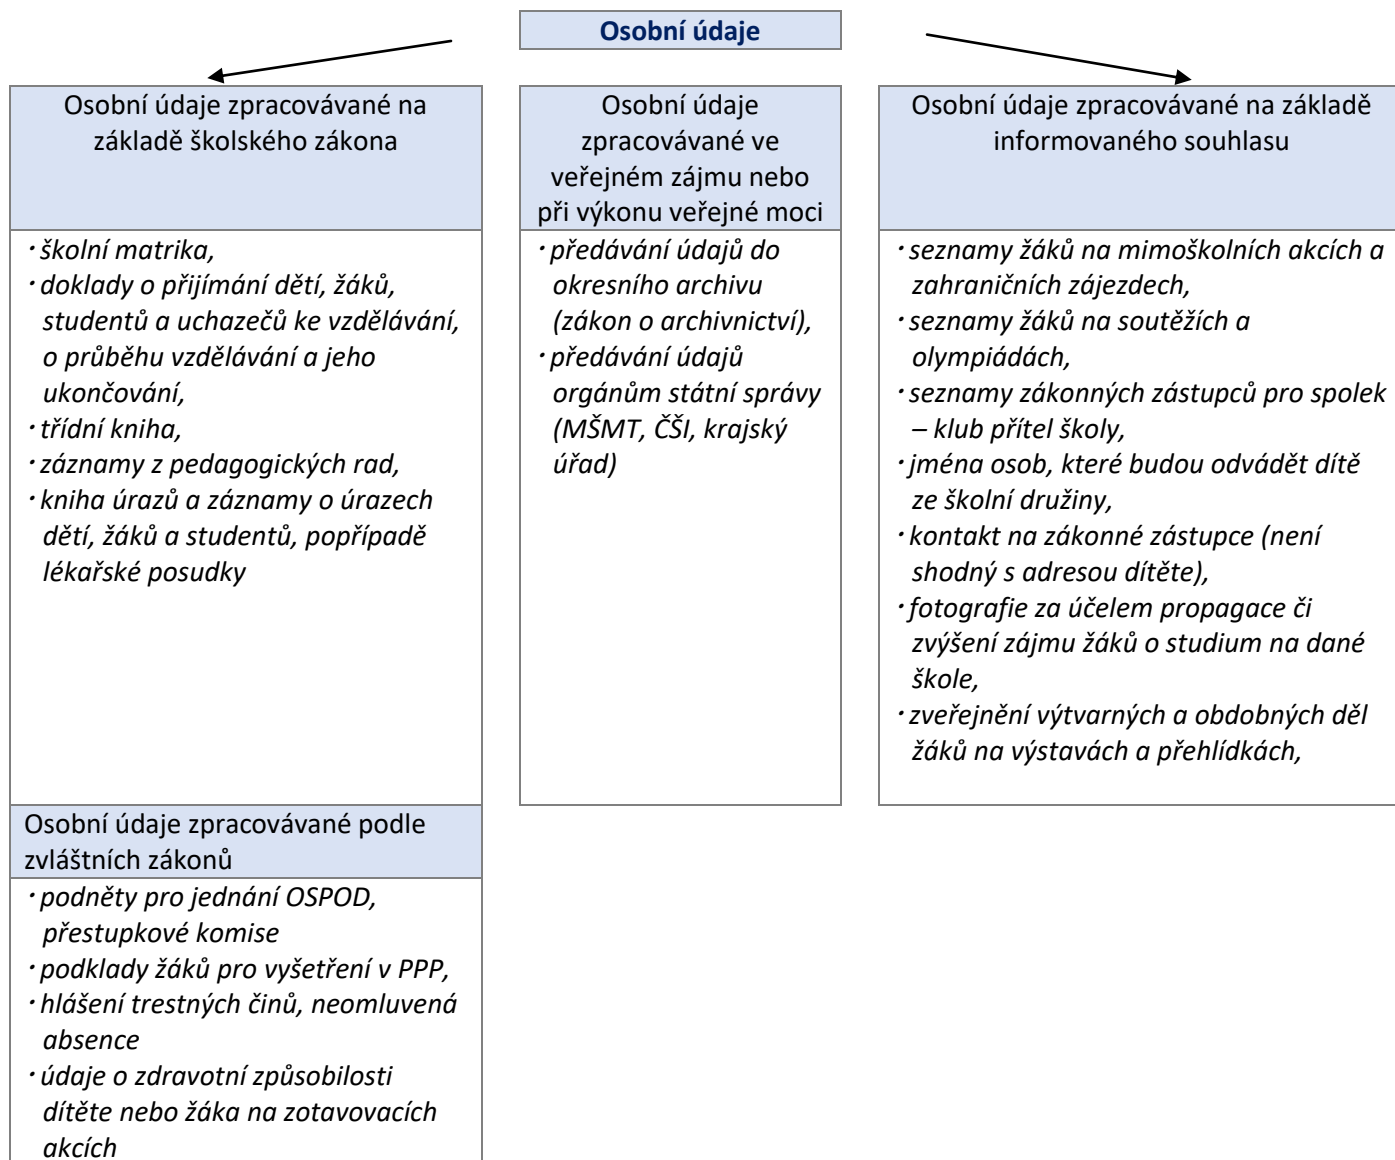 Osobní údaje
Osobní údaje zpracovávané na
základě školského zákona
· školní matrika,
· doklady o přijímání dětí, žáků,
studentů a uchazečů ke vzdělávání,
o průběhu vzdělávání a jeho
ukončování,
· třídní kniha,
· záznamy z pedagogických rad,
· kniha úrazů a záznamy o úrazech
dětí, žáků a studentů, popřípadě
lékařské posudky
Osobní údaje zpracovávané podle
zvláštních zákonů
· podněty pro jednání OSPOD,
přestupkové komise
· podklady žáků pro vyšetření v PPP,
· hlášení trestných činů, neomluvená
absence
· údaje o zdravotní způsobilosti
dítěte nebo žáka na zotavovacích
akcích
Osobní údaje
zpracovávané ve
veřejném zájmu nebo
při výkonu veřejné moci
· předávání údajů do
okresního archivu
(zákon o archivnictví),
· předávání údajů
orgánům státní správy
(MŠMT, ČŠI, krajský
úřad)
Osobní údaje zpracovávané na základě
informovaného souhlasu
· seznamy žáků na mimoškolních akcích a
zahraničních zájezdech,
· seznamy žáků na soutěžích a
olympiádách,
· seznamy zákonných zástupců pro spolek
– klub přítel školy,
· jména osob, které budou odvádět dítě
ze školní družiny,
· kontakt na zákonné zástupce (není
shodný s adresou dítěte),
· fotografie za účelem propagace či
zvýšení zájmu žáků o studium na dané
škole,
· zveřejnění výtvarných a obdobných děl
žáků na výstavách a přehlídkách,